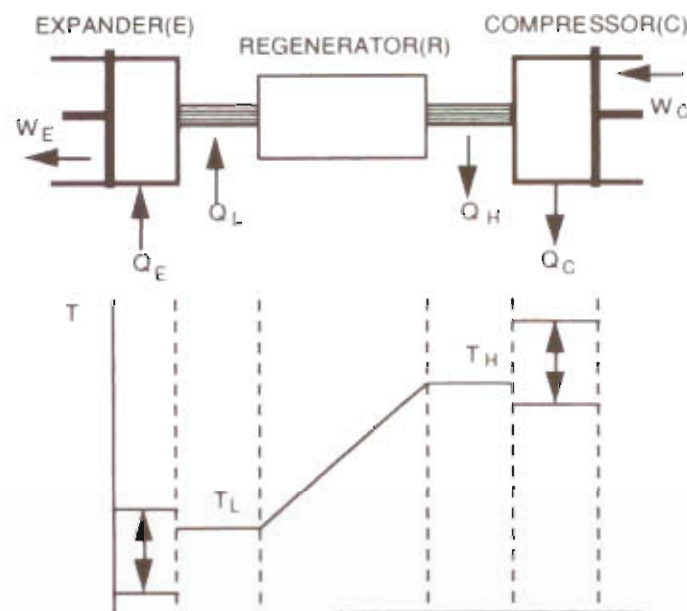 EXPANDER(E)
REGENERATOR(R)
COMPRESSOR(C)
W_E
W_C
Q_L
Q_H
Q_E
Q_C
T
T_H
T_L